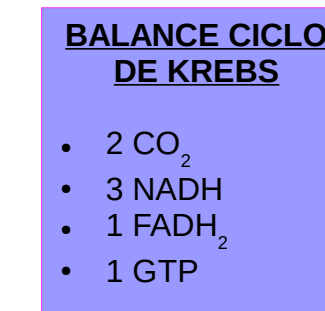 BALANCE CICLO
DE KREBS
• 2 CO₂
• 3 NADH
• 1 FADH₂
• 1 GTP